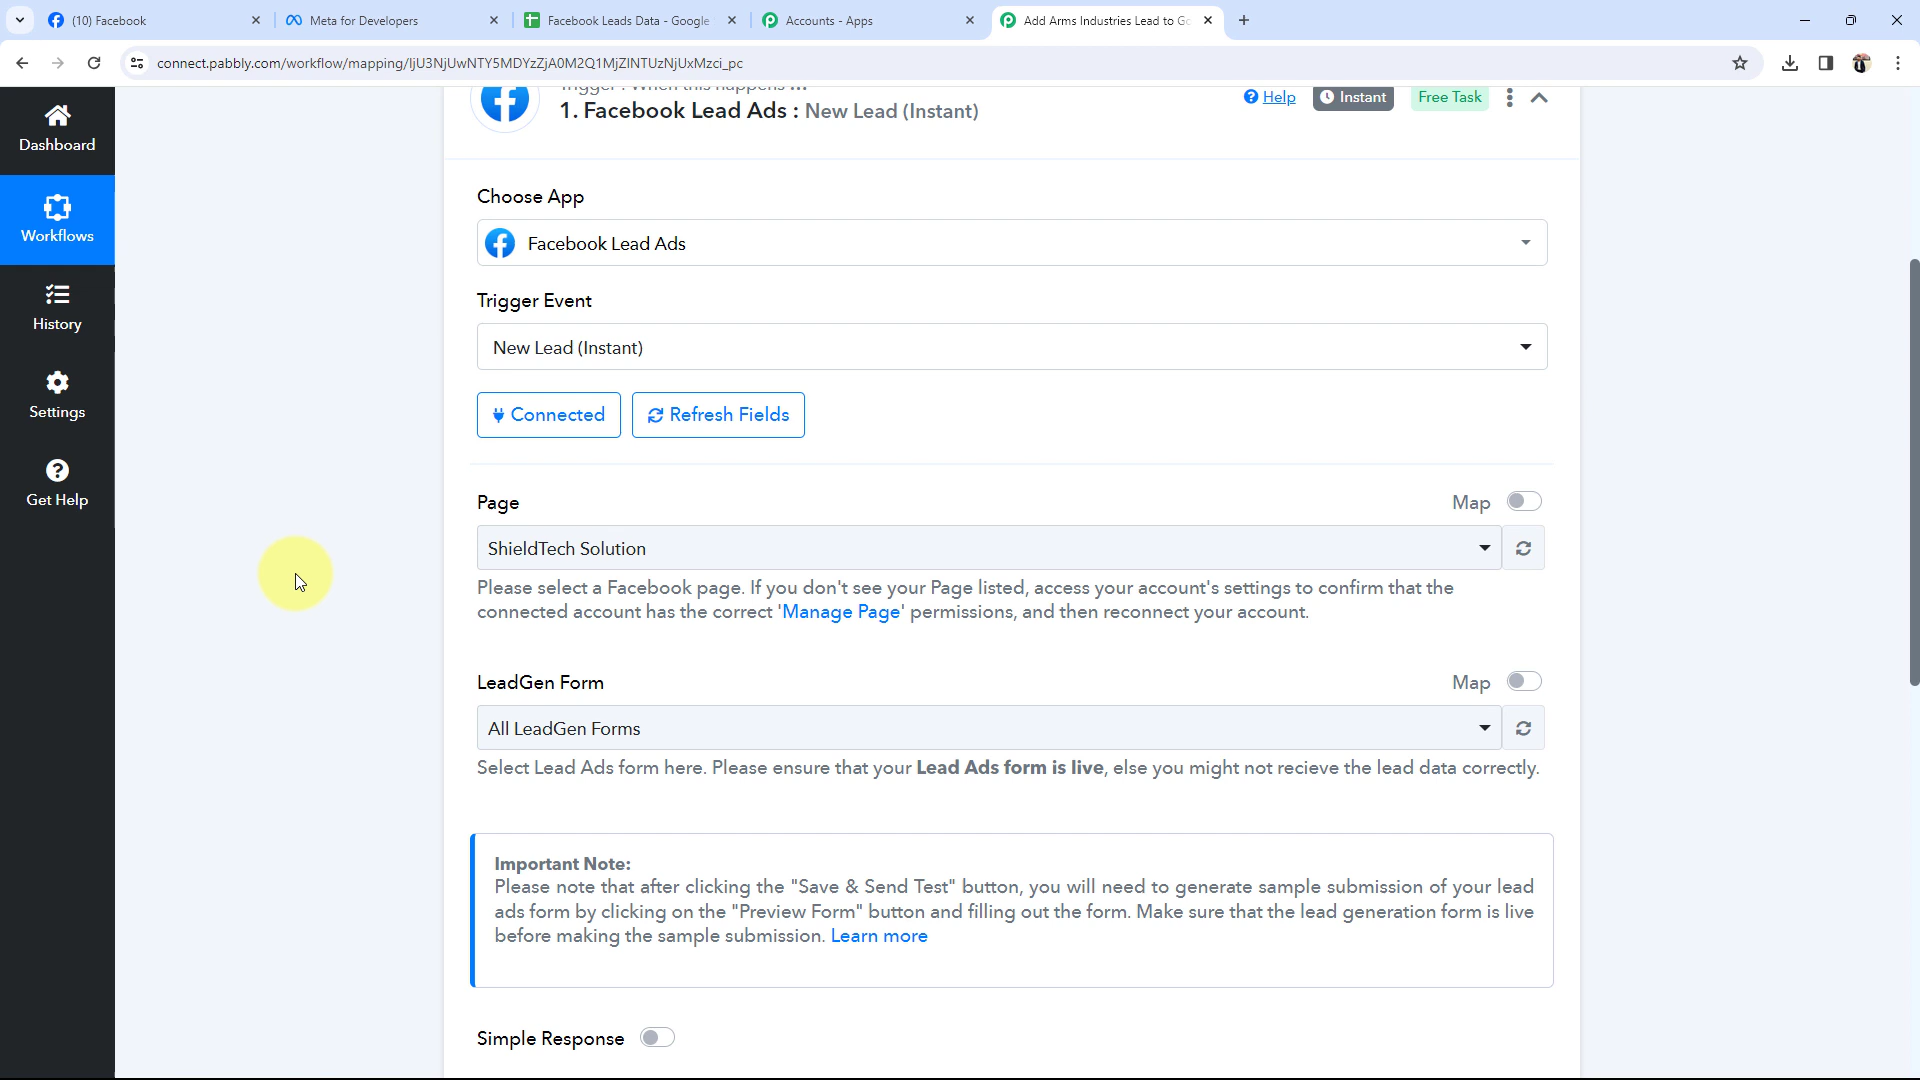 (10) Facebook
Meta for Developers
Facebook Leads Data - Google
Accounts - Apps
Add Arms Industries Lead to Go
connect.pabbly.com/workflow/mapping/IjU3NjUwNTY5MDYzZjA0M2Q1MjZINTUzNjUxMzci_pc
Dashboard
Workflows
History
Settings
Get Help
Trigger : When this happens ...
1. Facebook Lead Ads : New Lead (Instant)
Help
Instant
Free Task
Choose App
Facebook Lead Ads
Trigger Event
New Lead (Instant)
Connected
Refresh Fields
Page
Map
ShieldTech Solution
Please select a Facebook page. If you don't see your Page listed, access your account's settings to confirm that the
connected account has the correct 'Manage Page' permissions, and then reconnect your account.
LeadGen Form
Map
All LeadGen Forms
Select Lead Ads form here. Please ensure that your Lead Ads form is live, else you might not recieve the lead data correctly.
Important Note:
Please note that after clicking the "Save & Send Test" button, you will need to generate sample submission of your lead
ads form by clicking on the "Preview Form" button and filling out the form. Make sure that the lead generation form is live
before making the sample submission. Learn more
Simple Response